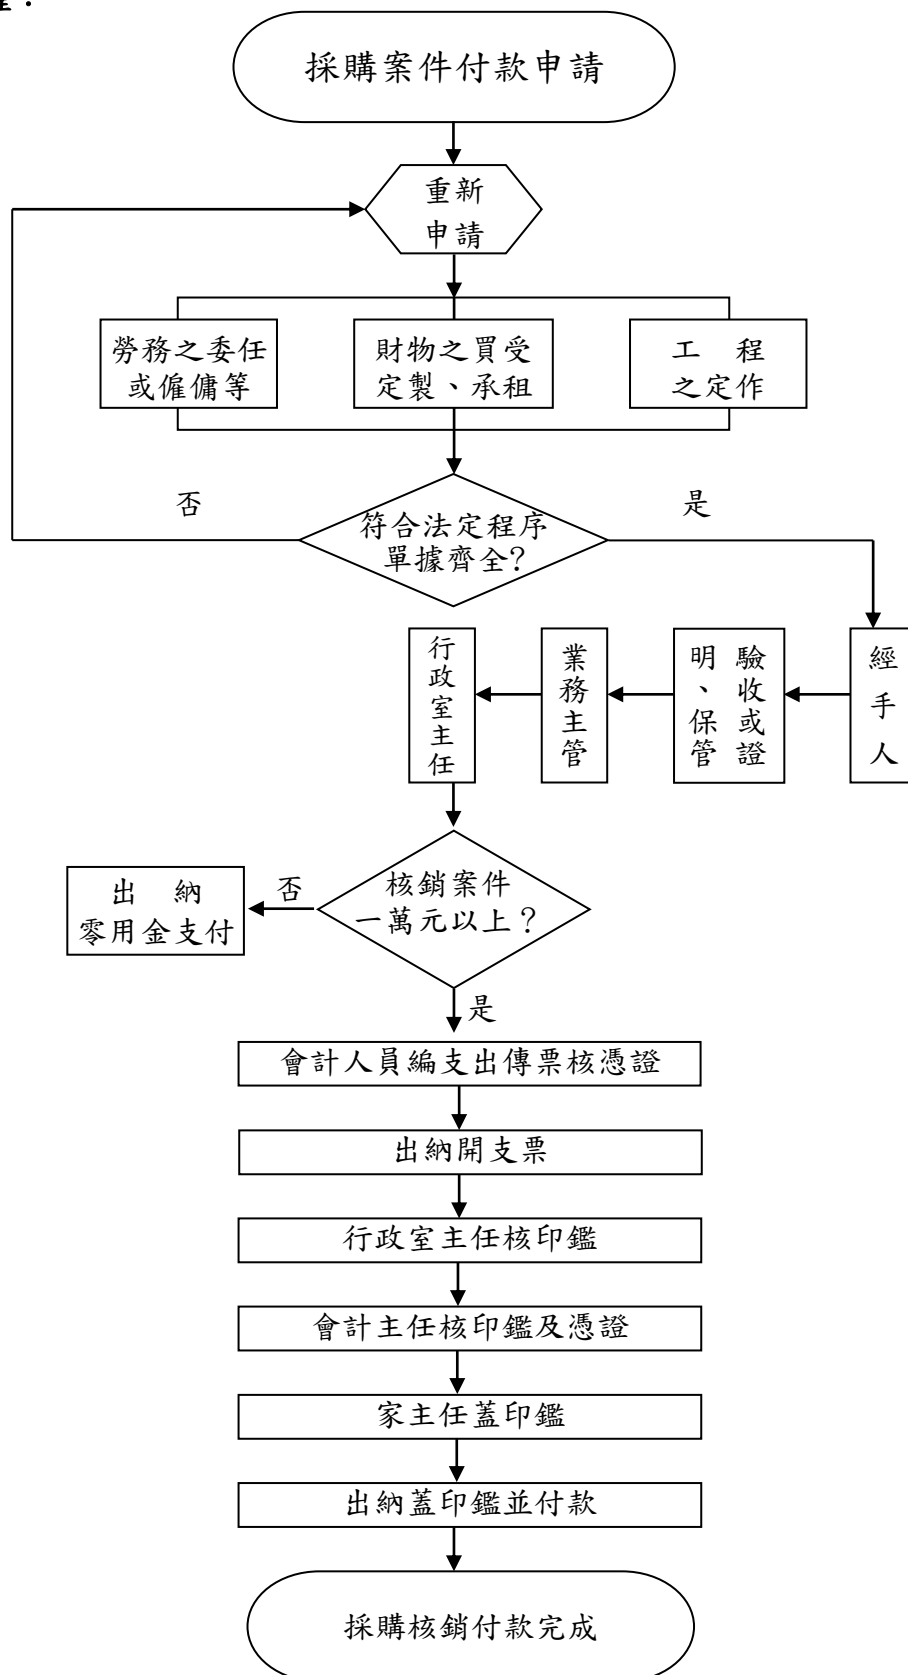 採購案件付款申請
重新
申請
勞務之委任
或僱傭等
財物之買受
定製、承租
工 程
之定作
否
是
符合法定程序
單據齊全?
行政室主任
業務主管
驗收或證
明、保管
經手人
核銷案件
一萬元以上?
否
出 納
零用金支付
是
會計人員編支出傳票核憑證
出納開支票
行政室主任核印鑑
會計主任核印鑑及憑證
家主任蓋印鑑
出納蓋印鑑並付款
採購核銷付款完成